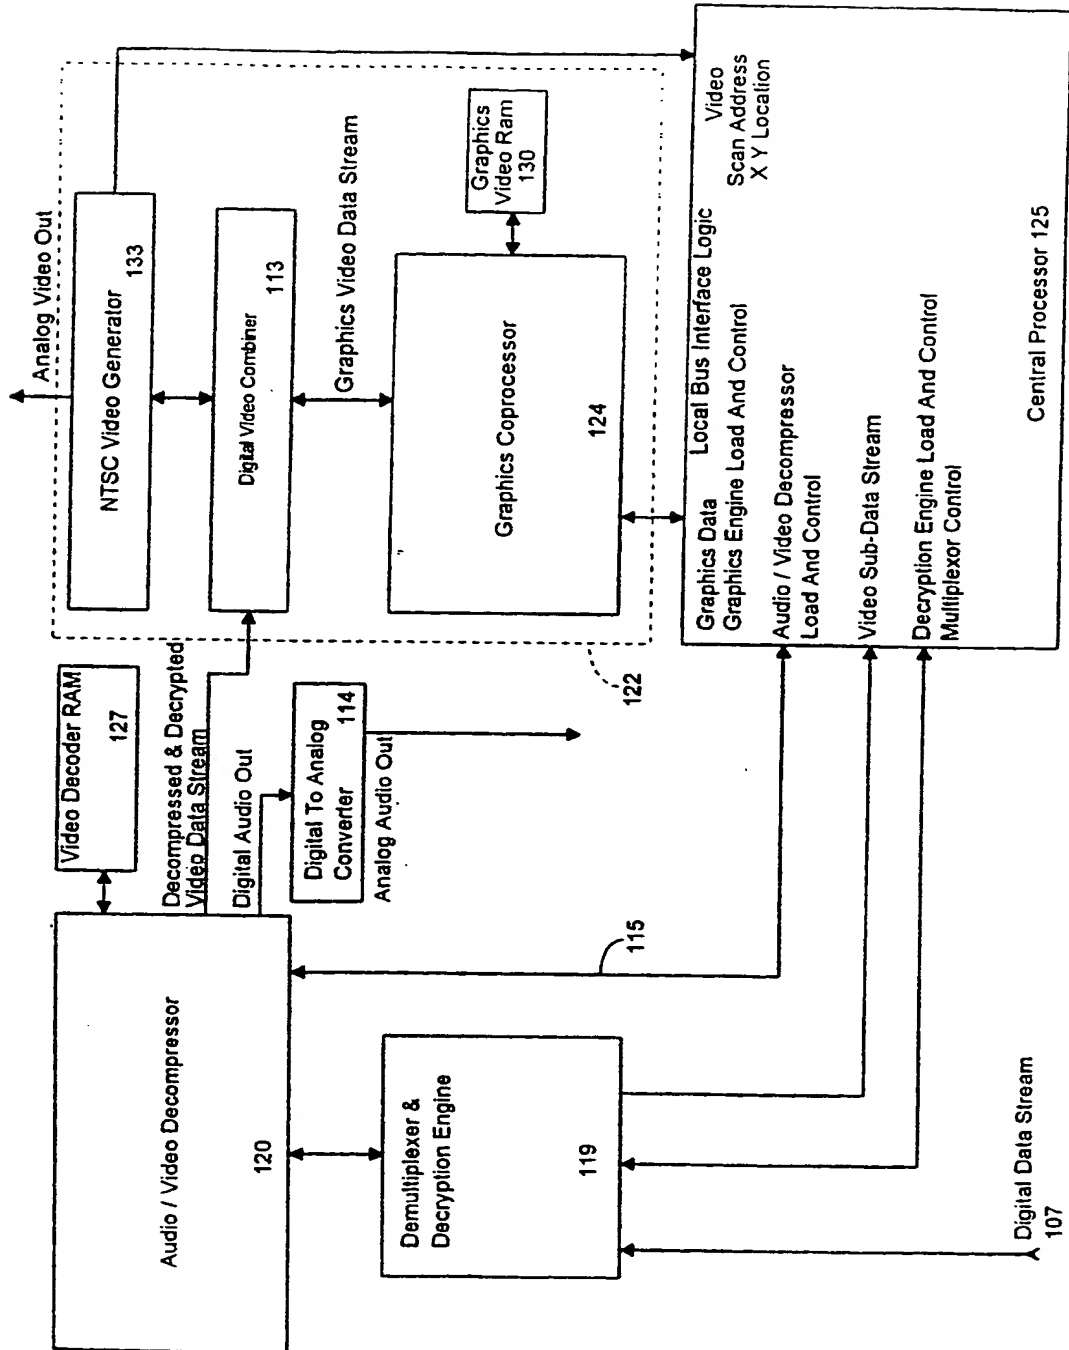 Audio / Video Decompressor
120
Video Decoder RAM
127
Decompressed & Decrypted
Video Data Stream
Digital Audio Out
Digital To Analog
Converter
114
Analog Audio Out
Analog Video Out
NTSC Video Generator
133
Digital Video Combiner
113
Graphics Video Data Stream
Graphics
Video Ram
130
Graphics Coprocessor
124
122
115
Demultiplexer &
Decryption Engine
119
Digital Data Stream
107
Video
Scan Address
X Y Location
Local Bus Interface Logic
Graphics Data
Graphics Engine Load And Control
Audio / Video Decompressor
Load And Control
Video Sub-Data Stream
Decryption Engine Load And Control
Multiplexor Control
Central Processor 125